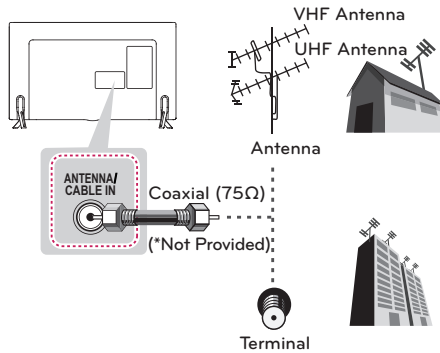 VHF Antenna
UHF Antenna
Antenna
ANTENNA/
CABLE IN
Coaxial (75Ω)
(*Not Provided)
Terminal